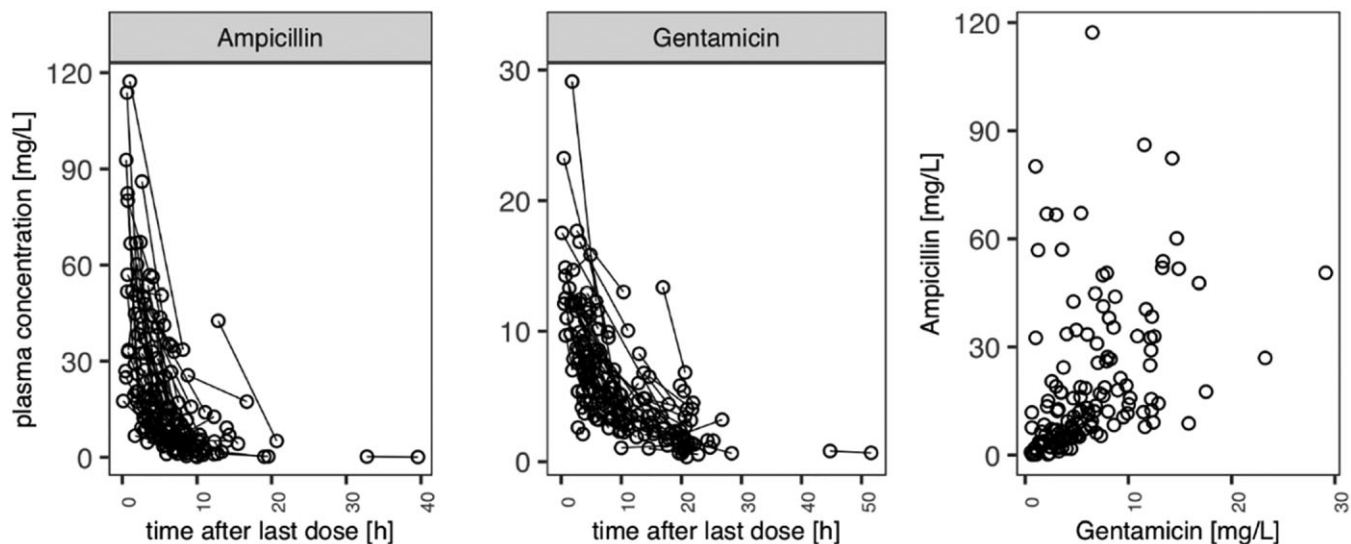 Ampicillin
plasma concentration [mg/L]
120
90
60
30
0
0 10 20 30 40
time after last dose [h]
Gentamicin
30
20
10
0
0 10 20 30 40 50
time after last dose [h]
Ampicillin [mg/L]
120
90
60
30
0
0 10 20 30
Gentamicin [mg/L]